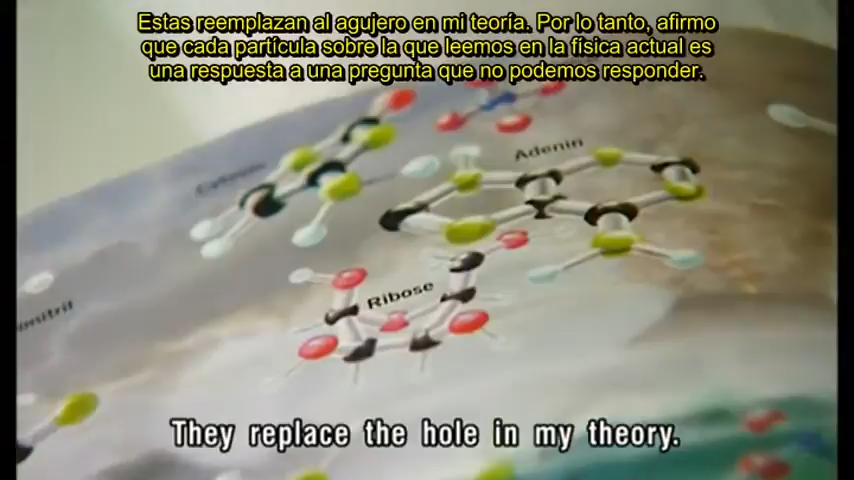 Estas reemplazan al agujero en mi teoría. Por lo tanto, afirmo
que cada partícula sobre la que leemos en la física actual es
una respuesta a una pregunta que no podemos responder.
Adenin
Cytosin
Ribose
They replace the hole in my theory.